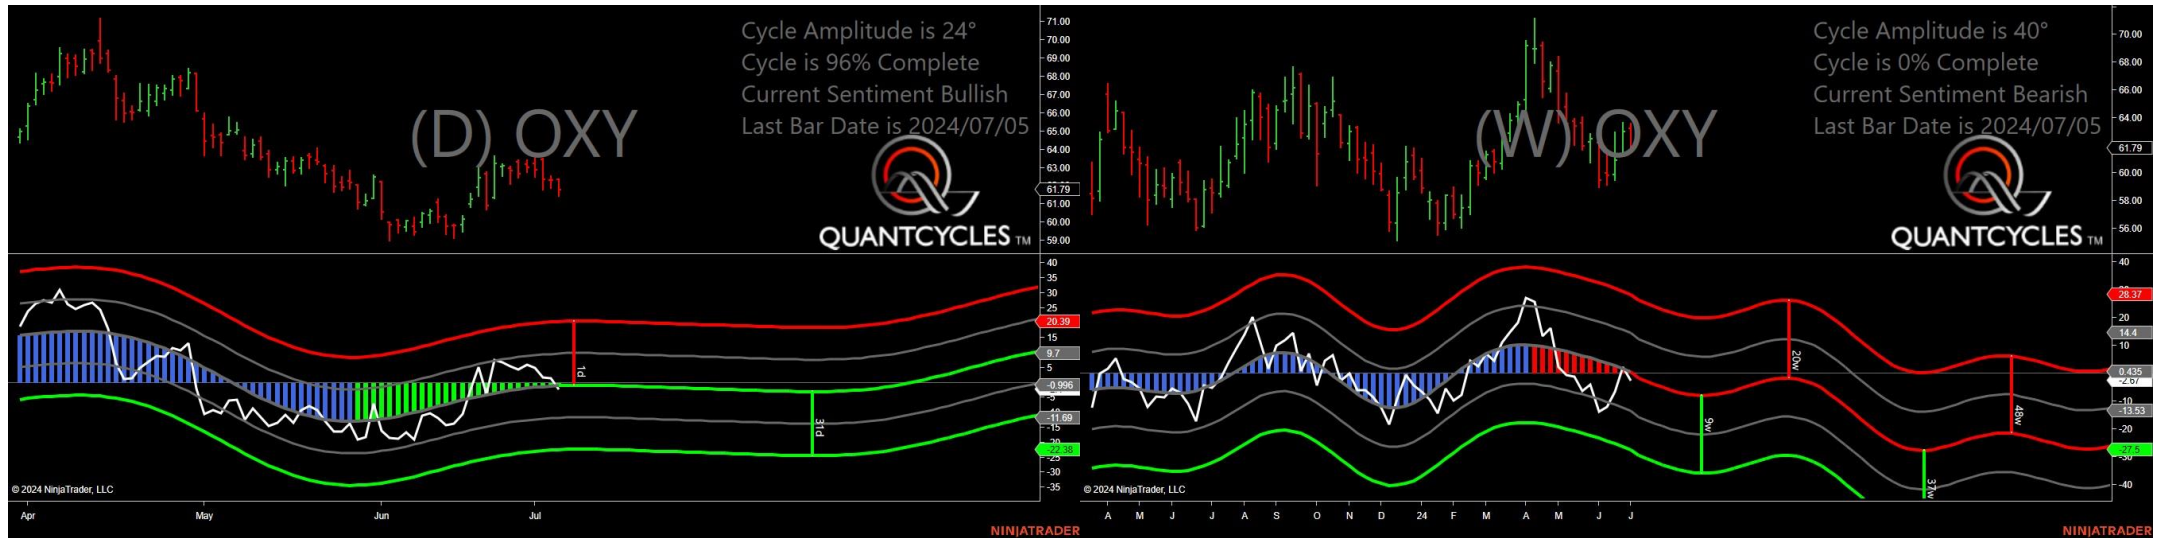 Cycle Amplitude is 24°
Cycle is 96% Complete
Current Sentiment Bullish
Last Bar Date is 2024/07/05
(D) OXY
QUANTCYCLES TM
71.00
70.00
69.00
68.00
67.00
66.00
65.00
64.00
63.00
61.79
61.00
60.00
59.00
40
35
30
25
20.39
15
9.7
5
-0.996
-5
-11.69
-15
-22.38
-25
-30
-35
1d
31d
© 2024 NinjaTrader, LLC
Apr May Jun Jul
NINJATRADER
Cycle Amplitude is 40°
Cycle is 0% Complete
Current Sentiment Bearish
Last Bar Date is 2024/07/05
(W) OXY
QUANTCYCLES TM
70.00
68.00
66.00
64.00
61.79
60.00
58.00
56.00
40
28.37
20
14.4
10
0.435
-2.67
-10
-13.53
-20
-27.5
-30
-40
20w
9w
48w
37w
© 2024 NinjaTrader, LLC
A M J J A S O N D 24 F M A M J J
NINJATRADER